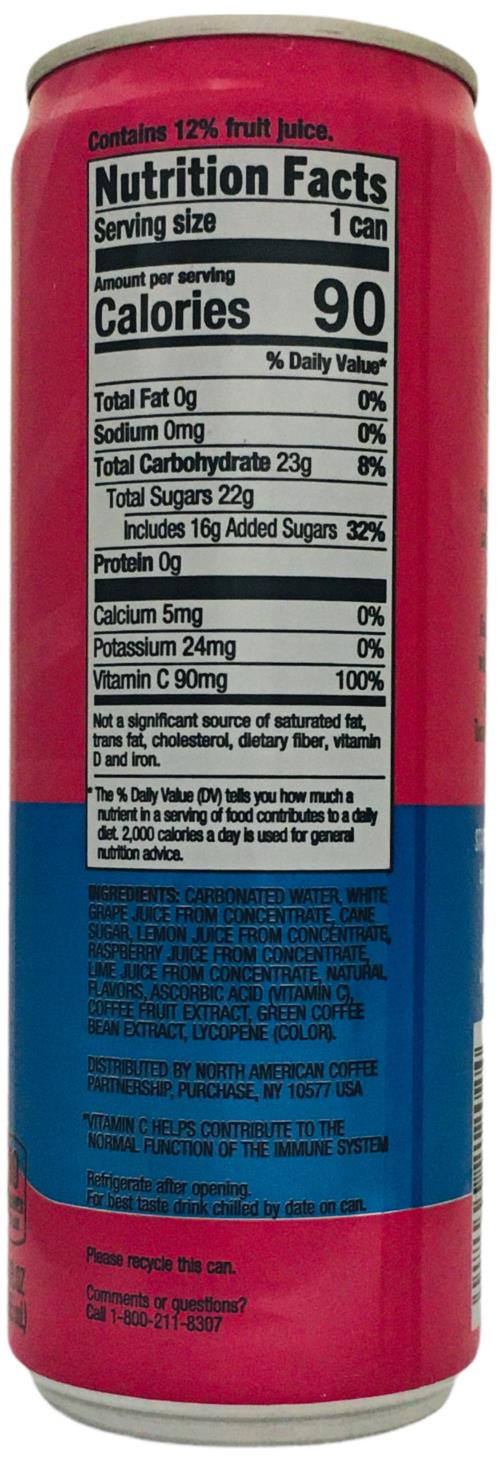 Contains 12% fruit juice.
Nutrition Facts
Serving size 1 can
Amount per serving
Calories 90
% Daily Value*
Total Fat 0g 0%
Sodium 0mg 0%
Total Carbohydrate 23g 8%
Total Sugars 22g
Includes 16g Added Sugars 32%
Protein 0g
Calcium 5mg 0%
Potassium 24mg 0%
Vitamin C 90mg 100%
Not a significant source of saturated fat,
trans fat, cholesterol, dietary fiber, vitamin
D and iron.
* The % Daily Value (DV) tells you how much a
nutrient in a serving of food contributes to a daily
diet. 2,000 calories a day is used for general
nutrition advice.
INGREDIENTS: CARBONATED WATER, WHITE
GRAPE JUICE FROM CONCENTRATE, CANE
SUGAR, LEMON JUICE FROM CONCENTRATE,
RASPBERRY JUICE FROM CONCENTRATE,
LIME JUICE FROM CONCENTRATE, NATURAL
FLAVORS, ASCORBIC ACID (VITAMIN C),
COFFEE FRUIT EXTRACT, GREEN COFFEE
BEAN EXTRACT, LYCOPENE (COLOR).
DISTRIBUTED BY NORTH AMERICAN COFFEE
PARTNERSHIP, PURCHASE, NY 10577 USA
*VITAMIN C HELPS CONTRIBUTE TO THE
NORMAL FUNCTION OF THE IMMUNE SYSTEM
Refrigerate after opening.
For best taste drink chilled by date on can.
Please recycle this can.
Comments or questions?
Call 1-800-211-8307